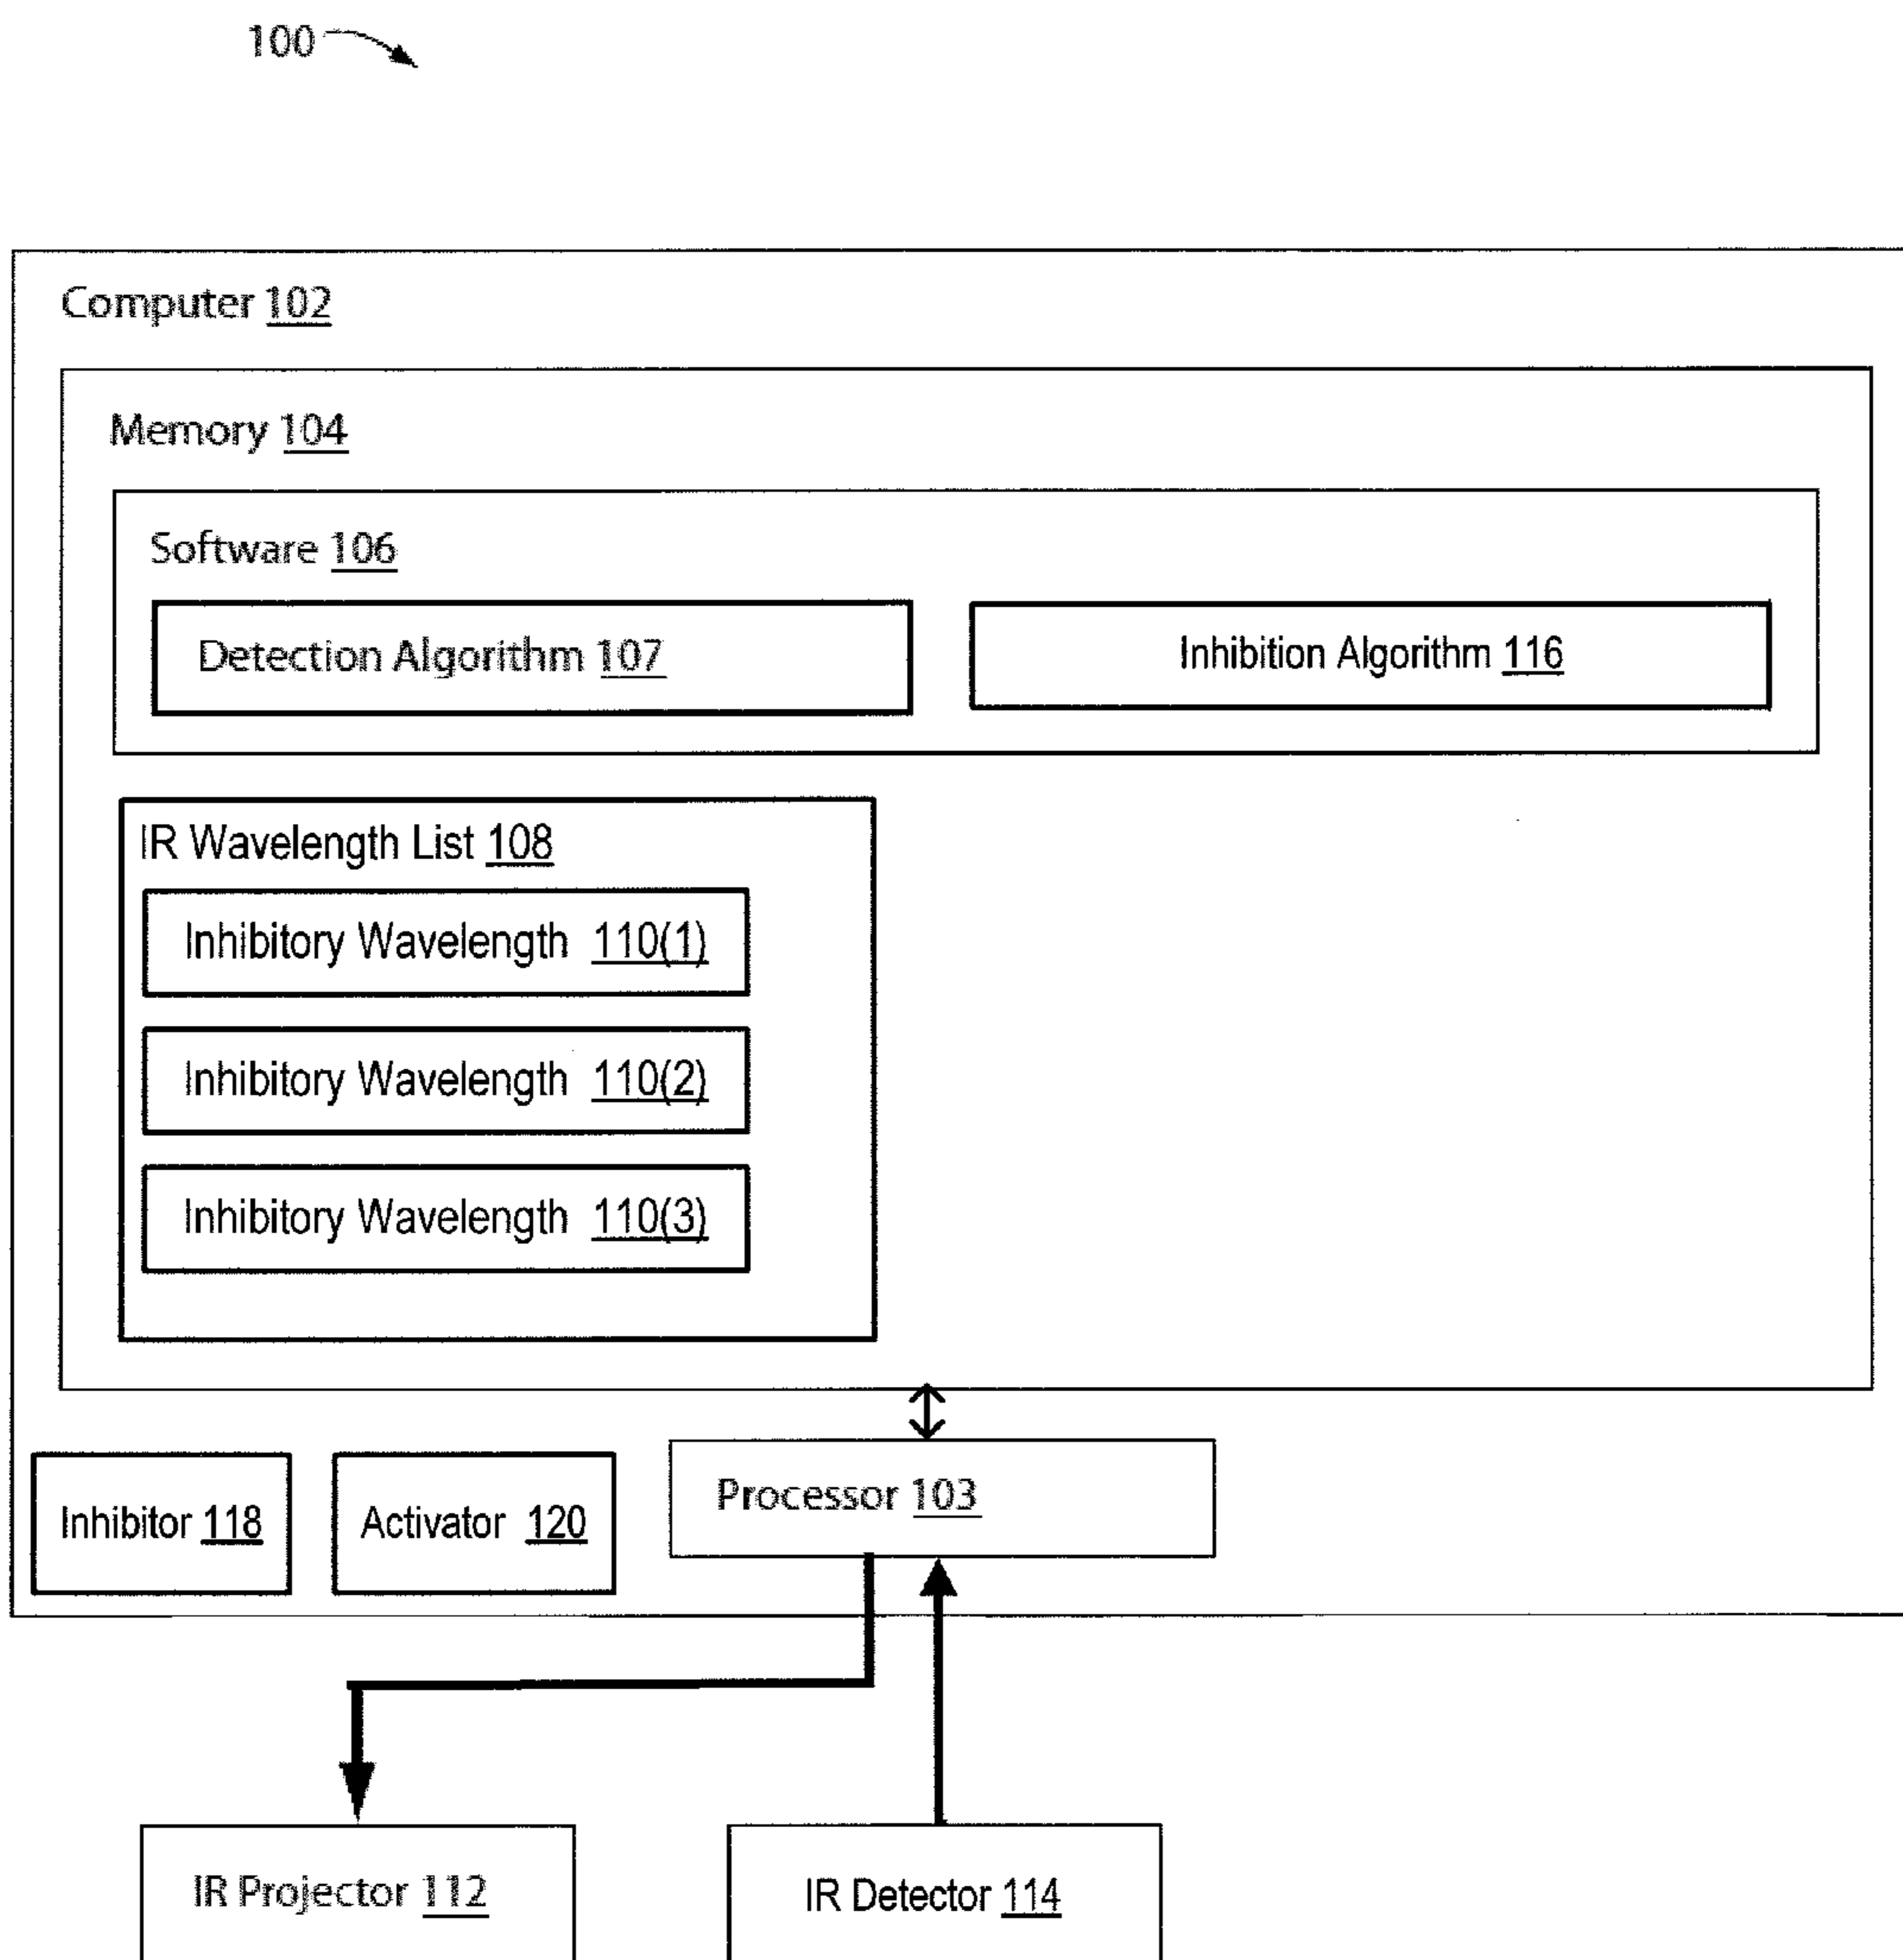 100
Computer 102
Memory 104
Software 106
Detection Algorithm 107
Inhibition Algorithm 116
IR Wavelength List 108
Inhibitory Wavelength 110(1)
Inhibitory Wavelength 110(2)
Inhibitory Wavelength 110(3)
Inhibitor 118
Activator 120
Processor 103
IR Projector 112
IR Detector 114